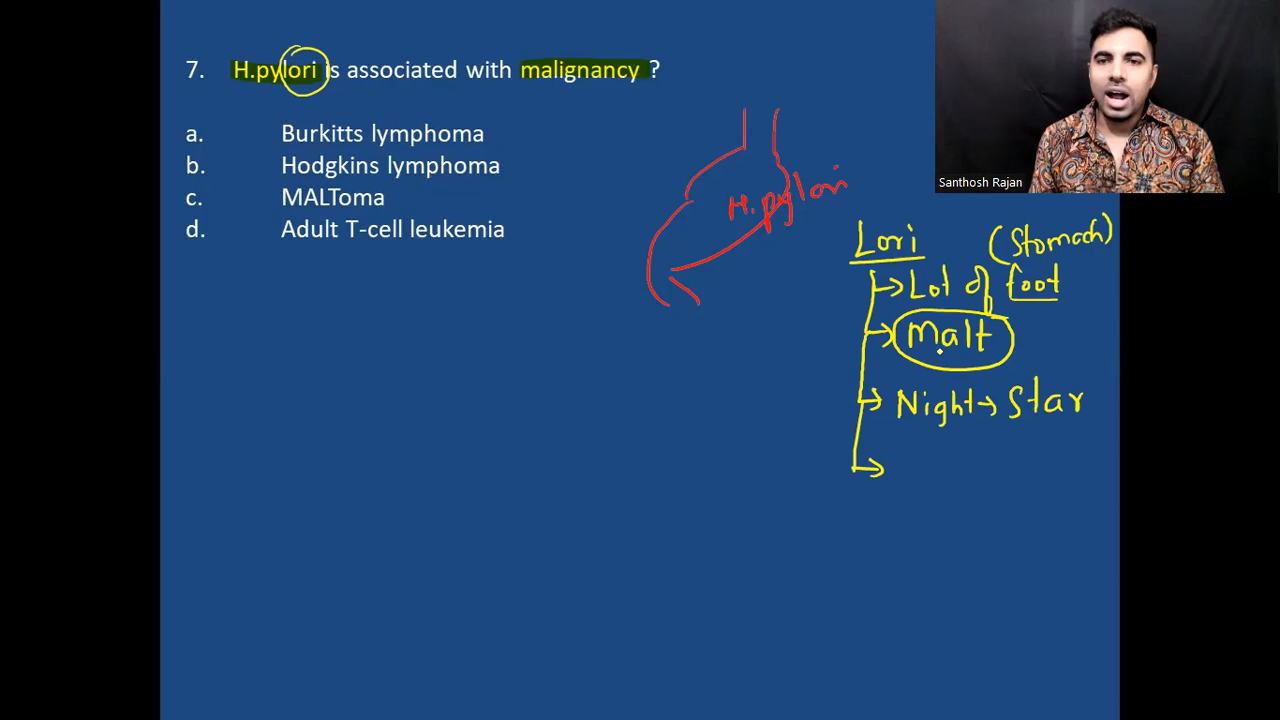 7. H.pylori is associated with malignancy ?
a. Burkitts lymphoma
b. Hodgkins lymphoma
c. MALToma
d. Adult T-cell leukemia
H.pylori
Santhosh Rajan
Lori (Stomach)
Lot of foot
Malt
Night → Star